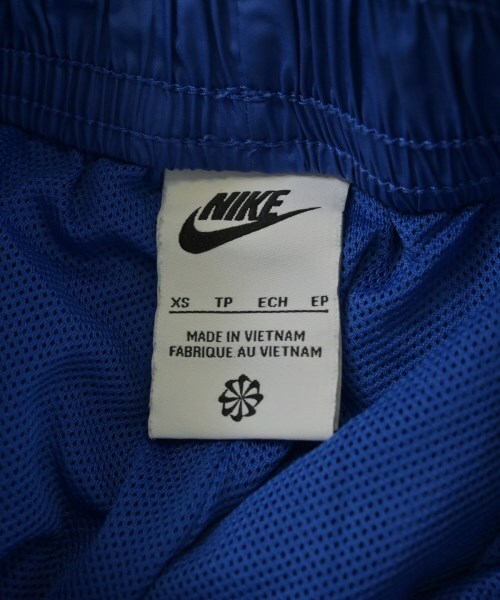 NIKE
XS TP ECH EP
MADE IN VIETNAM
FABRIQUE AU VIETNAM